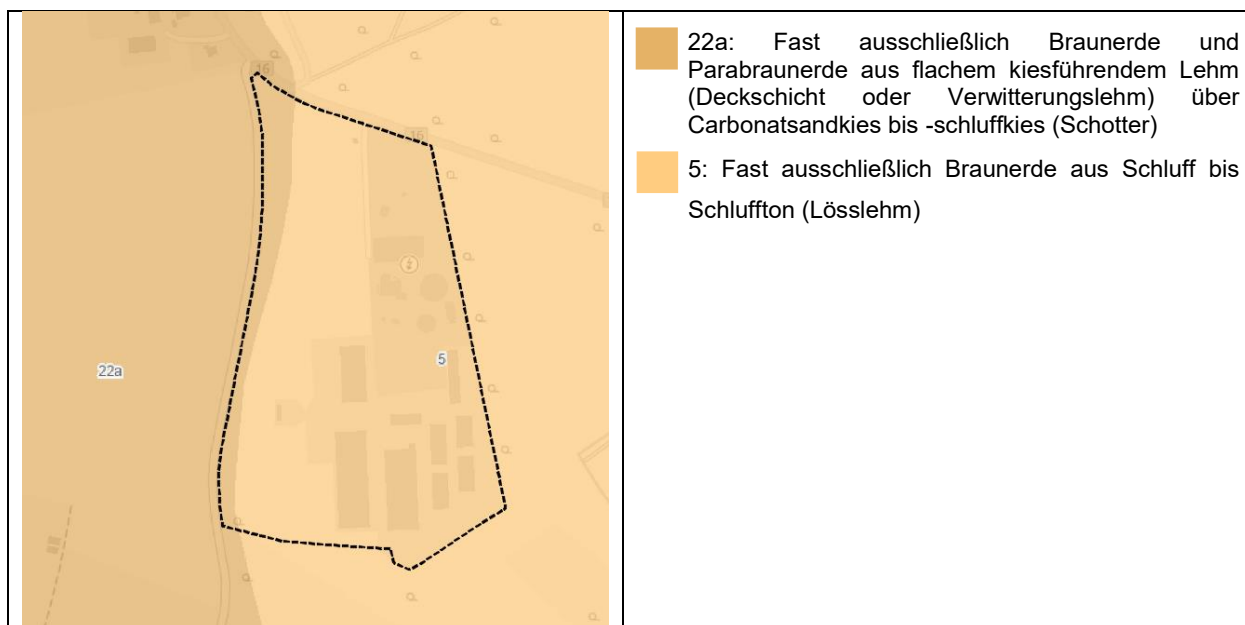 22a: Fast ausschließlich Braunerde und
Parabraunerde aus flachem kiesführendem Lehm
(Deckschicht oder Verwitterungslehm) über
Carbonatsandkies bis -schluffkies (Schotter)
5: Fast ausschließlich Braunerde aus Schluff bis
Schluffton (Lösslehm)
16
16
5
22a